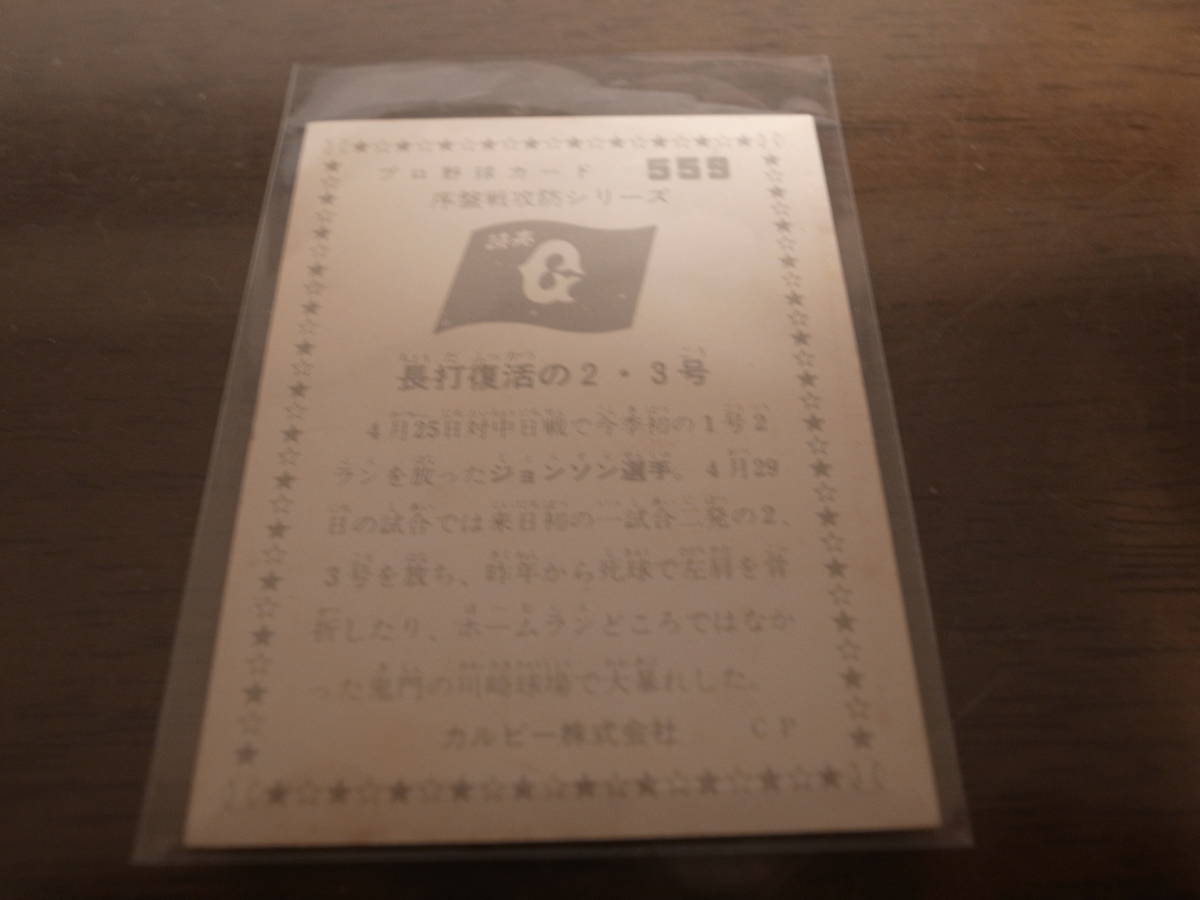 プロ野球カード 559
序盤戦攻防シリーズ
読売
G
長打復活の2・3号
4月25日対中日戦で今季初の1号2
ランを放ったジョンソン選手。4月29
日の試合では来日初の一試合二発の2、
3号を放ち、昨年から死球で左肩を骨
折したり、ホームランどころではなか
った鬼門の川崎球場で大暴れした。
カルビー株式会社 CP